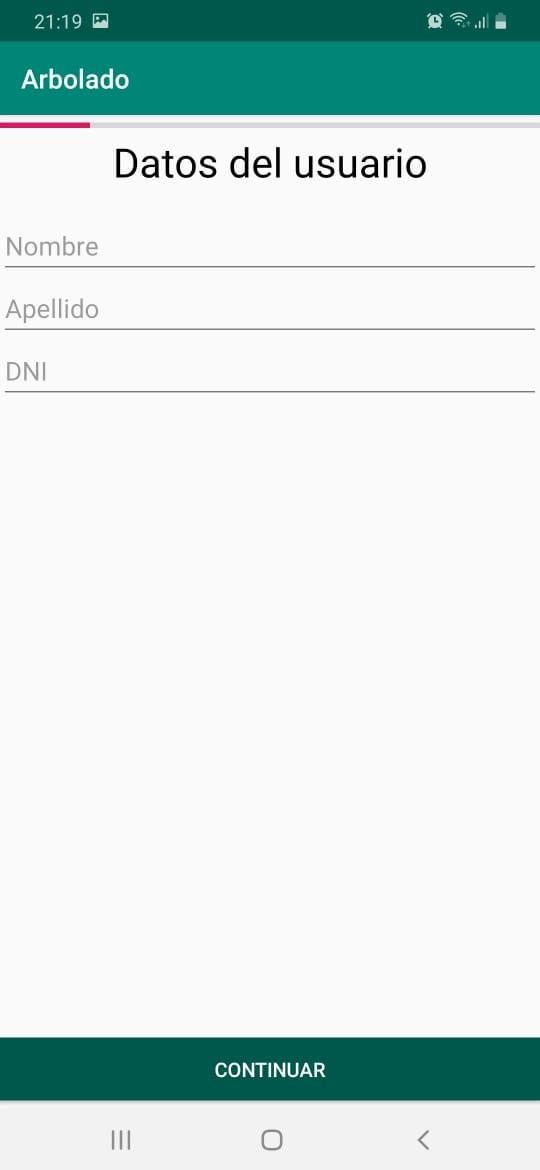 21:19
Arbolado
Datos del usuario
Nombre
Apellido
DNI
CONTINUAR